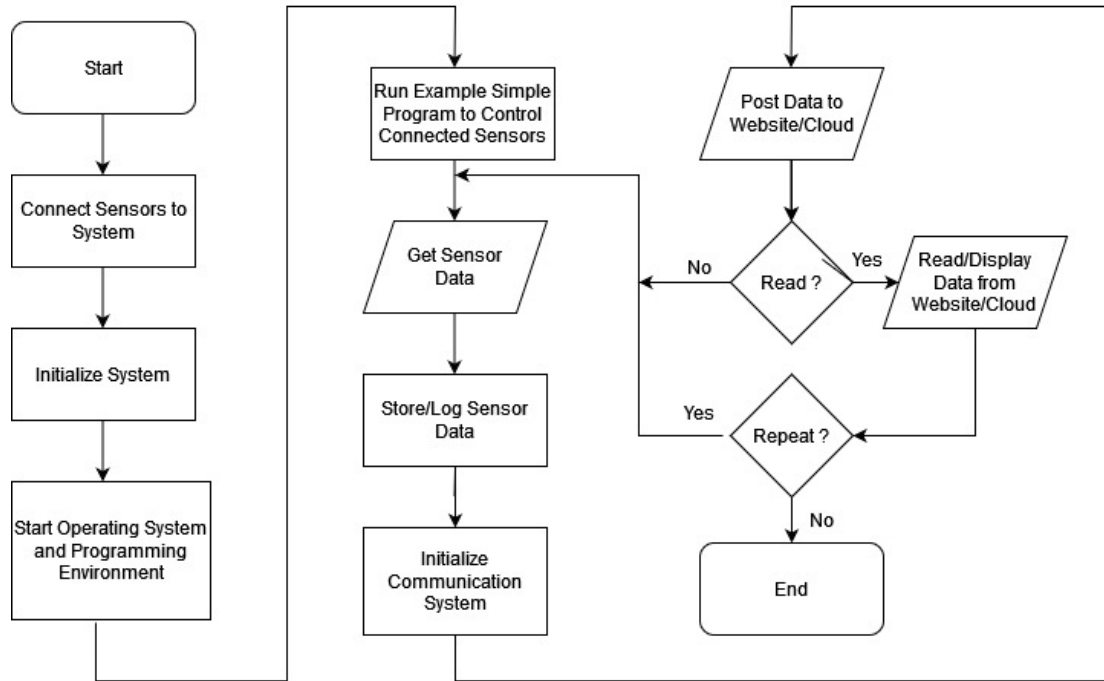 Start
Connect Sensors to
System
Initialize System
Start Operating System
and Programming
Environment
Run Example Simple
Program to Control
Connected Sensors
Get Sensor
Data
Store/Log Sensor
Data
Initialize
Communication
System
Post Data to
Website/Cloud
Read ?
No
Yes
Read/Display
Data from
Website/Cloud
Repeat ?
Yes
No
End